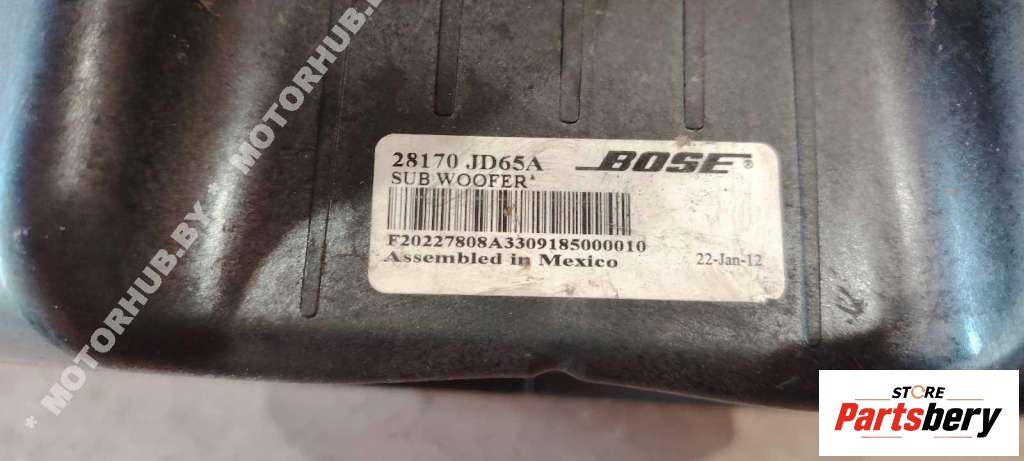 28170 JD65A BOSE®
SUB WOOFER
F20227808A3309185000010
Assembled in Mexico 22-Jan-12
* MOTORHUB.BY * MOTORHUB.BY
STORE
Partsbery